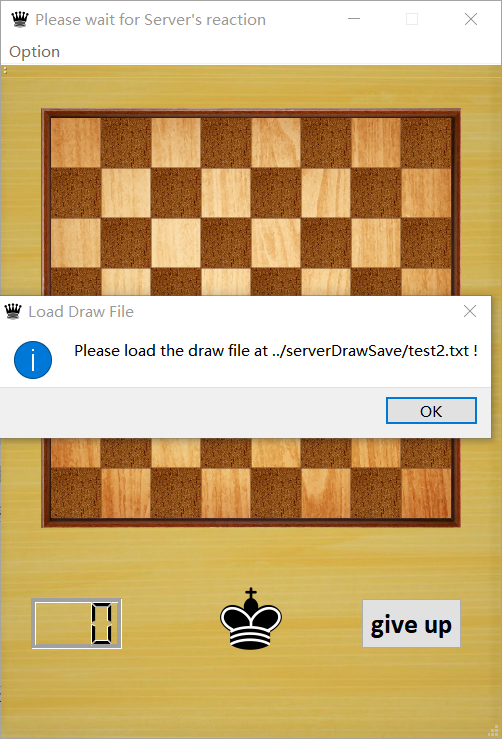 Please wait for Server's reaction
Option
Load Draw File
Please load the draw file at ../serverDrawSave/test2.txt !
OK
0
give up